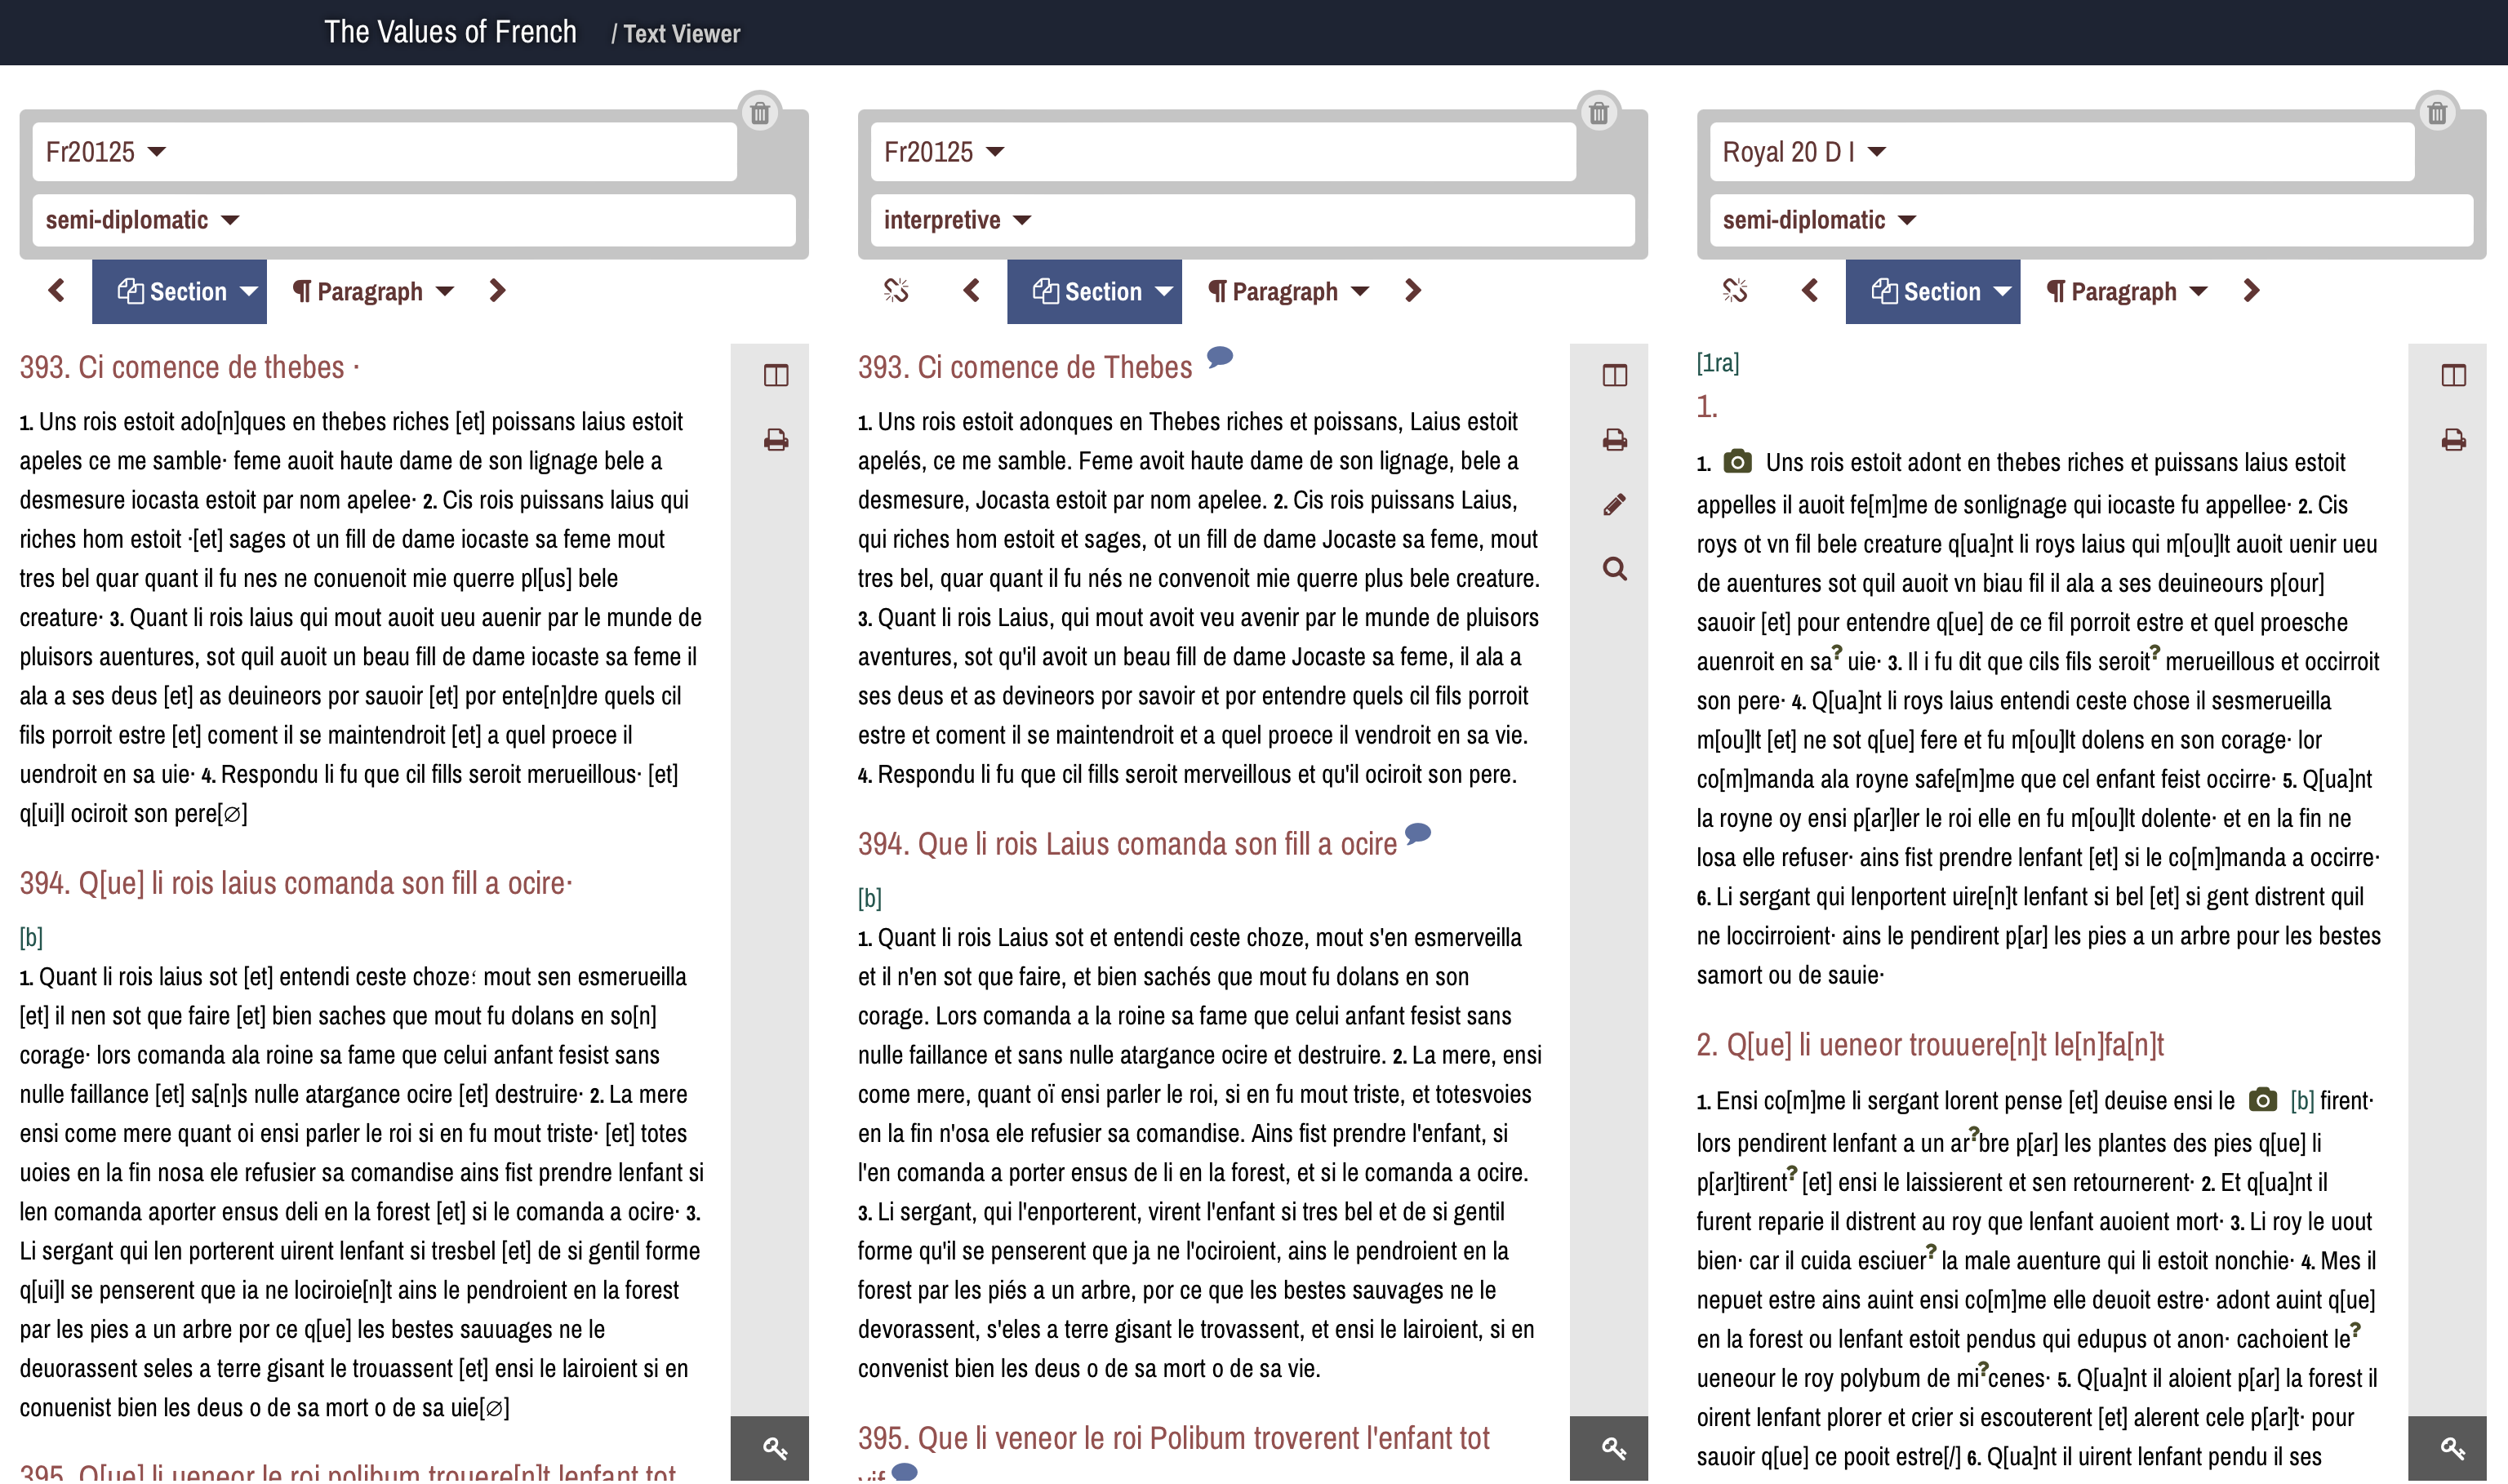 The Values of French / Text Viewer
Fr20125
semi-diplomatic
Section Paragraph
393. Ci comence de thebes ·
1. Uns rois estoit ado[n]ques en thebes riches [et] poissans laius estoit
apeles ce me samble· feme auoit haute dame de son lignage bele a
desmesure iocasta estoit par nom apelee· 2. Cis rois puissans laius qui
riches hom estoit ·[et] sages ot un fill de dame iocaste sa feme mout
tres bel quar quant il fu nes ne conuenoit mie querre pl[us] bele
creature· 3. Quant li rois laius qui mout auoit ueu auenir par le munde de
pluisors auentures, sot quil auoit un beau fill de dame iocaste sa feme il
ala a ses deus [et] as deuineors por sauoir [et] por ente[n]dre quels cil
fils porroit estre [et] coment il se maintendroit [et] a quel proece il
uendroit en sa uie· 4. Respondu li fu que cil fills seroit merueillous· [et]
q[ui]l ociroit son pere[∅]
394. Q[ue] li rois laius comanda son fill a ocire·
[b]
1. Quant li rois laius sot [et] entendi ceste choze⸵ mout sen esmerueilla
[et] il nen sot que faire [et] bien saches que mout fu dolans en so[n]
corage· lors comanda ala roine sa fame que celui anfant fesist sans
nulle faillance [et] sa[n]s nulle atargance ocire [et] destruire· 2. La mere
ensi come mere quant oi ensi parler le roi si en fu mout triste· [et] totes
uoies en la fin nosa ele refusier sa comandise ains fist prendre lenfant si
len comanda aporter ensus deli en la forest [et] si le comanda a ocire· 3.
Li sergant qui len porterent uirent lenfant si tresbel [et] de si gentil forme
q[ui]l se penserent que ia ne lociroie[n]t ains le pendroient en la forest
par les pies a un arbre por ce q[ue] les bestes sauuages ne le
deuorassent seles a terre gisant le trouassent [et] ensi le lairoient si en
conuenist bien les deus o de sa mort o de sa uie[∅]
395. Q[ue] li ueneor le roi polibum trouere[n]t lenfant tot
Fr20125
interpretive
Section Paragraph
393. Ci comence de Thebes
1. Uns rois estoit adonques en Thebes riches et poissans, Laius estoit
apelés, ce me samble. Feme avoit haute dame de son lignage, bele a
desmesure, Jocasta estoit par nom apelee. 2. Cis rois puissans Laius,
qui riches hom estoit et sages, ot un fill de dame Jocaste sa feme, mout
tres bel, quar quant il fu nés ne convenoit mie querre plus bele creature.
3. Quant li rois Laius, qui mout avoit veu avenir par le munde de pluisors
aventures, sot qu'il avoit un beau fill de dame Jocaste sa feme, il ala a
ses deus et as devineors por savoir et por entendre quels cil fils porroit
estre et coment il se maintendroit et a quel proece il vendroit en sa vie.
4. Respondu li fu que cil fills seroit merveillous et qu'il ociroit son pere.
394. Que li rois Laius comanda son fill a ocire
[b]
1. Quant li rois Laius sot et entendi ceste choze, mout s'en esmerveilla
et il n'en sot que faire, et bien sachés que mout fu dolans en son
corage. Lors comanda a la roine sa fame que celui anfant fesist sans
nulle faillance et sans nulle atargance ocire et destruire. 2. La mere, ensi
come mere, quant oï ensi parler le roi, si en fu mout triste, et totesvoies
en la fin n'osa ele refusier sa comandise. Ains fist prendre l'enfant, si
l'en comanda a porter ensus de li en la forest, et si le comanda a ocire.
3. Li sergant, qui l'enporterent, virent l'enfant si tres bel et de si gentil
forme qu'il se penserent que ja ne l'ociroient, ains le pendroient en la
forest par les piés a un arbre, por ce que les bestes sauvages ne le
devorassent, s'eles a terre gisant le trovassent, et ensi le lairoient, si en
convenist bien les deus o de sa mort o de sa vie.
395. Que li veneor le roi Polibum troverent l'enfant tot
vif
Royal 20 D I
semi-diplomatic
Section Paragraph
[1ra]
1.
1. Uns rois estoit adont en thebes riches et puissans laius estoit
appelles il auoit fe[m]me de sonlignage qui iocaste fu appellee· 2. Cis
roys ot vn fil bele creature q[ua]nt li roys laius qui m[ou]lt auoit uenir ueu
de auentures sot quil auoit vn biau fil il ala a ses deuineours p[our]
sauoir [et] pour entendre q[ue] de ce fil porroit estre et quel proesche
auenroit en sa? uie· 3. Il i fu dit que cils fils seroit? merueillous et occirroit
son pere· 4. Q[ua]nt li roys laius entendi ceste chose il sesmerueilla
m[ou]lt [et] ne sot q[ue] fere et fu m[ou]lt dolens en son corage· lor
co[m]manda ala royne safe[m]me que cel enfant feist occirre· 5. Q[ua]nt
la royne oy ensi p[ar]ler le roi elle en fu m[ou]lt dolente· et en la fin ne
losa elle refuser· ains fist prendre lenfant [et] si le co[m]manda a occirre·
6. Li sergant qui lenportent uire[n]t lenfant si bel [et] si gent distrent quil
ne loccirroient· ains le pendirent p[ar] les pies a un arbre pour les bestes
samort ou de sauie·
2. Q[ue] li ueneor trouuere[n]t le[n]fa[n]t
1. Ensi co[m]me li sergant lorent pense [et] deuise ensi le [b] firent·
lors pendirent lenfant a un ar?bre p[ar] les plantes des pies q[ue] li
p[ar]tirent? [et] ensi le laissierent et sen retournerent· 2. Et q[ua]nt il
furent reparie il distrent au roy que lenfant auoient mort· 3. Li roy le uout
bien· car il cuida esciuer? la male auenture qui li estoit nonchie· 4. Mes il
nepuet estre ains auint ensi co[m]me elle deuoit estre· adont auint q[ue]
en la forest ou lenfant estoit pendus qui edupus ot anon· cachoient le?
ueneour le roy polybum de mi?cenes· 5. Q[ua]nt il aloient p[ar] la forest il
oirent lenfant plorer et crier si escouterent [et] alerent cele p[ar]t· pour
sauoir q[ue] ce pooit estre[/] 6. Q[ua]nt il uirent lenfant pendu il ses